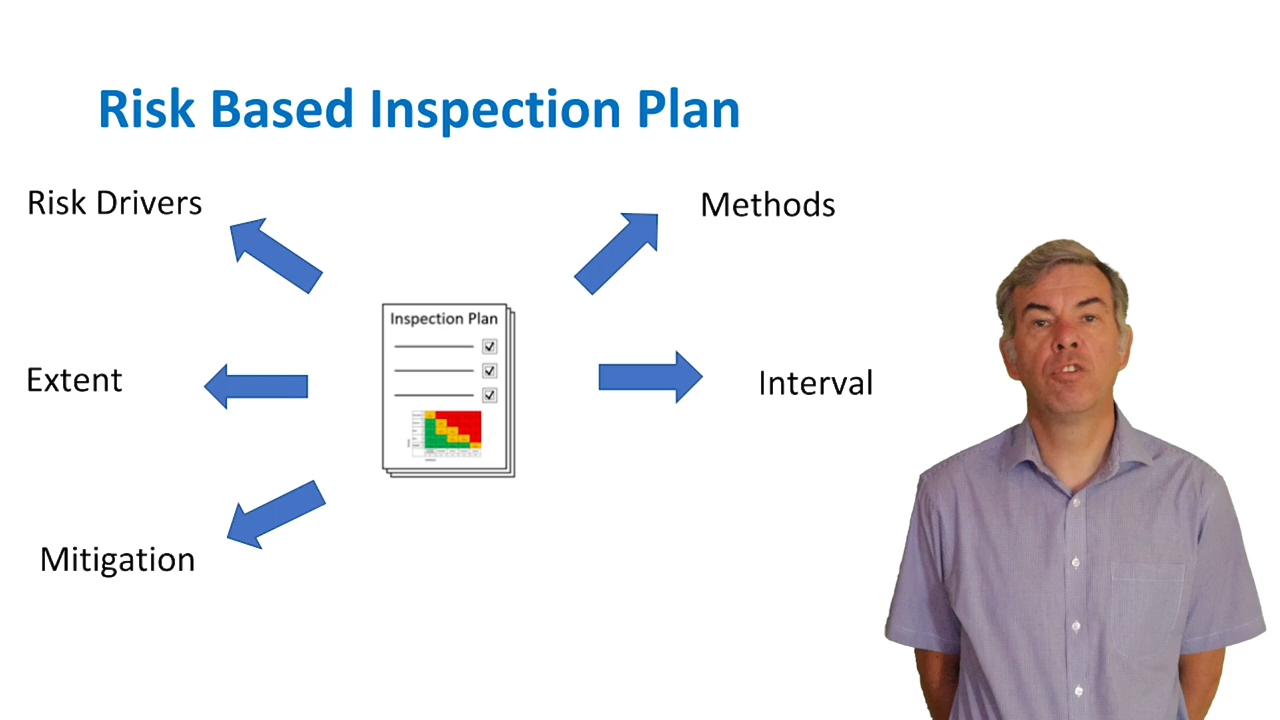 Risk Based Inspection Plan
Risk Drivers
Methods
Inspection Plan
Extent
Interval
Mitigation